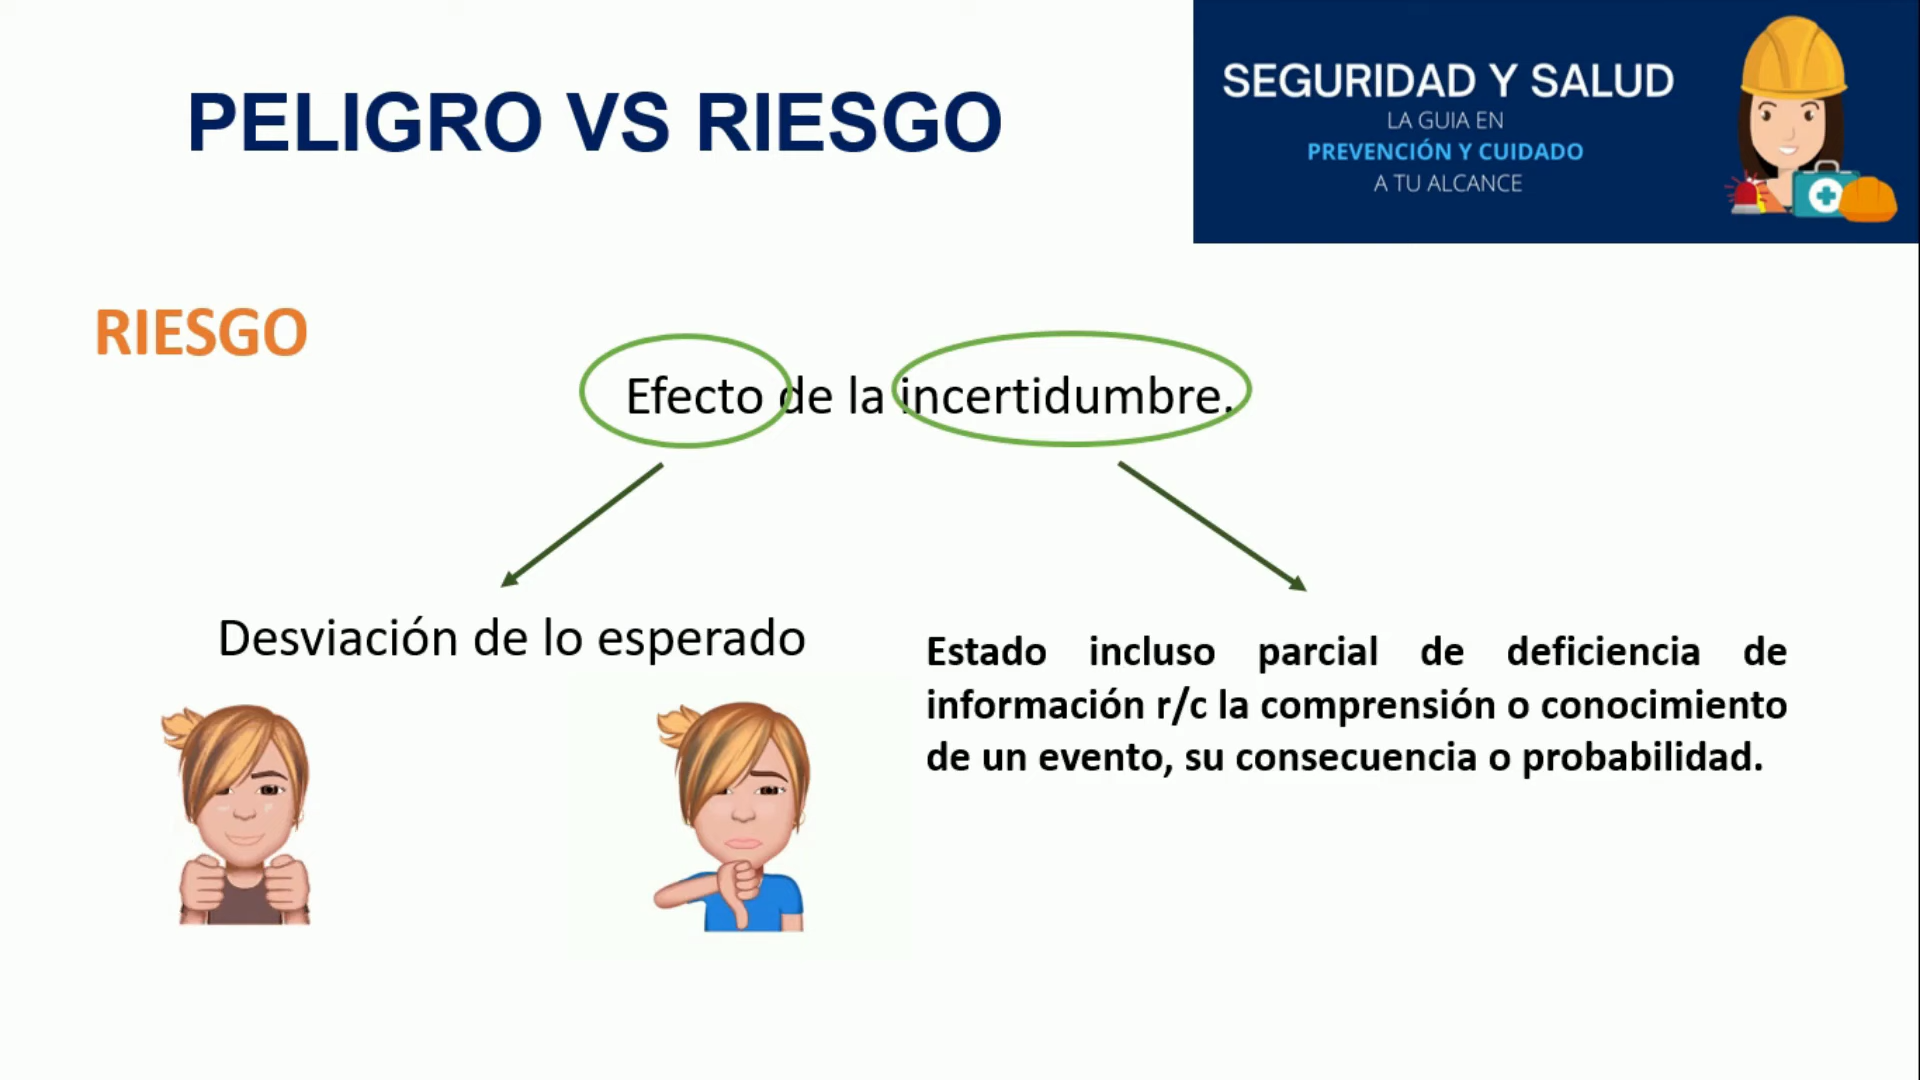 PELIGRO VS RIESGO
SEGURIDAD Y SALUD
LA GUIA EN
PREVENCIÓN Y CUIDADO
A TU ALCANCE
RIESGO
Efecto de la incertidumbre.
Desviación de lo esperado
Estado incluso parcial de deficiencia de
información r/c la comprensión o conocimiento
de un evento, su consecuencia o probabilidad.